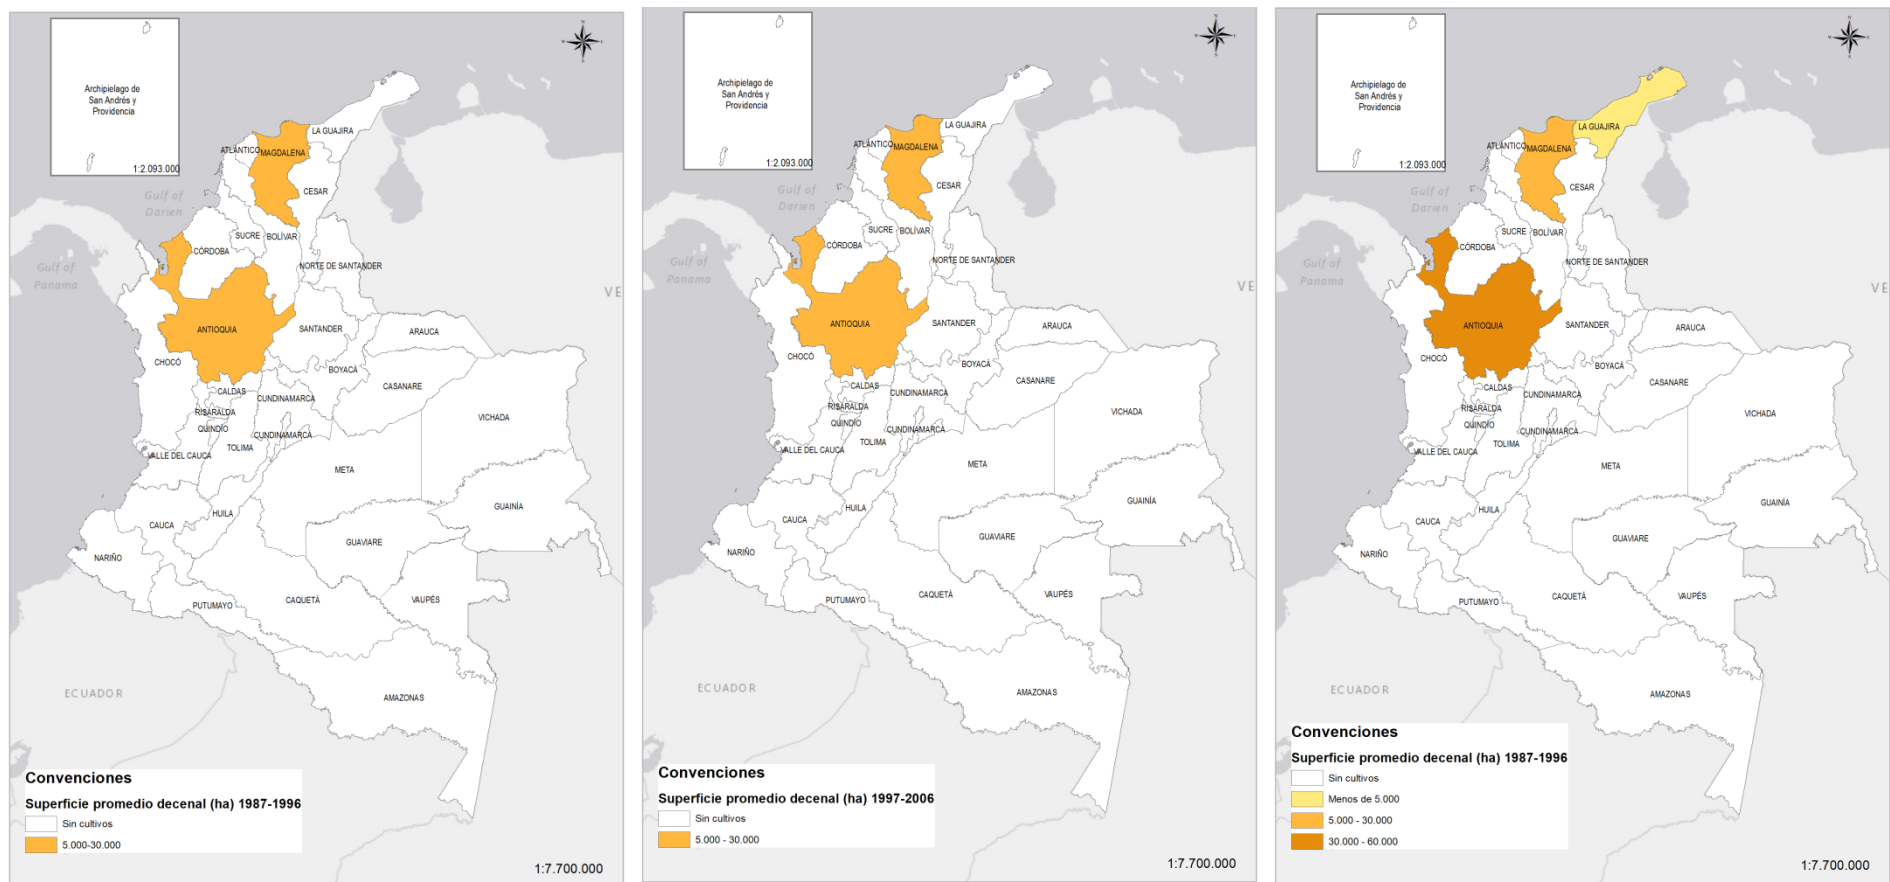 Archipielago de
San Andrés y
Providencia
1:2.093.000
LA GUAJIRA
ATLÁNTICO
MAGDALENA
CESAR
Gulf of
Darien
SUCRE
BOLÍVAR
CÓRDOBA
Gulf of
Panama
NORTE DE SANTANDER
VE
ANTIOQUIA
SANTANDER
ARAUCA
CHOCÓ
BOYACÁ
CASANARE
CALDAS
CUNDINAMARCA
RISARALDA
QUINDÍO
VICHADA
CUNDINAMARCA
TOLIMA
VALLE DEL CAUCA
META
GUAINÍA
HUILA
CAUCA
GUAVIARE
NARIÑO
CAQUETÁ
VAUPÉS
PUTUMAYO
ECUADOR
AMAZONAS
Convenciones
Superficie promedio decenal (ha) 1987-1996
Sin cultivos
5.000-30.000
1:7.700.000
Archipielago de
San Andrés y
Providencia
1:2.093.000
LA GUAJIRA
ATLÁNTICO
MAGDALENA
CESAR
Gulf of
Darien
SUCRE
BOLÍVAR
CÓRDOBA
Gulf of
Panama
NORTE DE SANTANDER
VE
ANTIOQUIA
SANTANDER
ARAUCA
CHOCÓ
BOYACÁ
CASANARE
CALDAS
CUNDINAMARCA
RISARALDA
QUINDÍO
VICHADA
CUNDINAMARCA
TOLIMA
VALLE DEL CAUCA
META
GUAINÍA
HUILA
CAUCA
GUAVIARE
NARIÑO
CAQUETÁ
VAUPÉS
PUTUMAYO
ECUADOR
AMAZONAS
Convenciones
Superficie promedio decenal (ha) 1997-2006
Sin cultivos
5.000 - 30.000
1:7.700.000
Archipielago de
San Andrés y
Providencia
1:2.093.000
LA GUAJIRA
ATLÁNTICO
MAGDALENA
CESAR
Gulf of
Darien
SUCRE
BOLÍVAR
CÓRDOBA
Gulf of
Panama
NORTE DE SANTANDER
VE
ANTIOQUIA
SANTANDER
ARAUCA
CHOCÓ
BOYACÁ
CASANARE
CALDAS
CUNDINAMARCA
RISARALDA
QUINDÍO
VICHADA
CUNDINAMARCA
TOLIMA
VALLE DEL CAUCA
META
GUAINÍA
HUILA
CAUCA
GUAVIARE
NARIÑO
CAQUETÁ
VAUPÉS
PUTUMAYO
ECUADOR
AMAZONAS
Convenciones
Superficie promedio decenal (ha) 1987-1996
Sin cultivos
Menos de 5.000
5.000 - 30.000
30.000 - 60.000
1:7.700.000